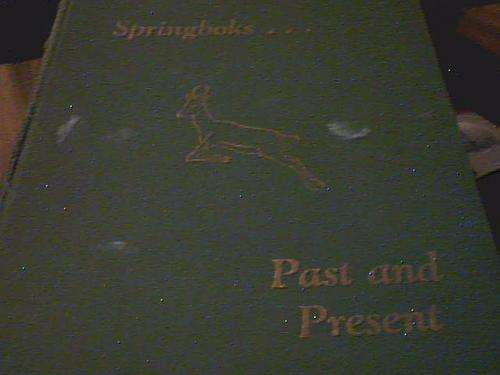 Springboks . . .
Past and
Present